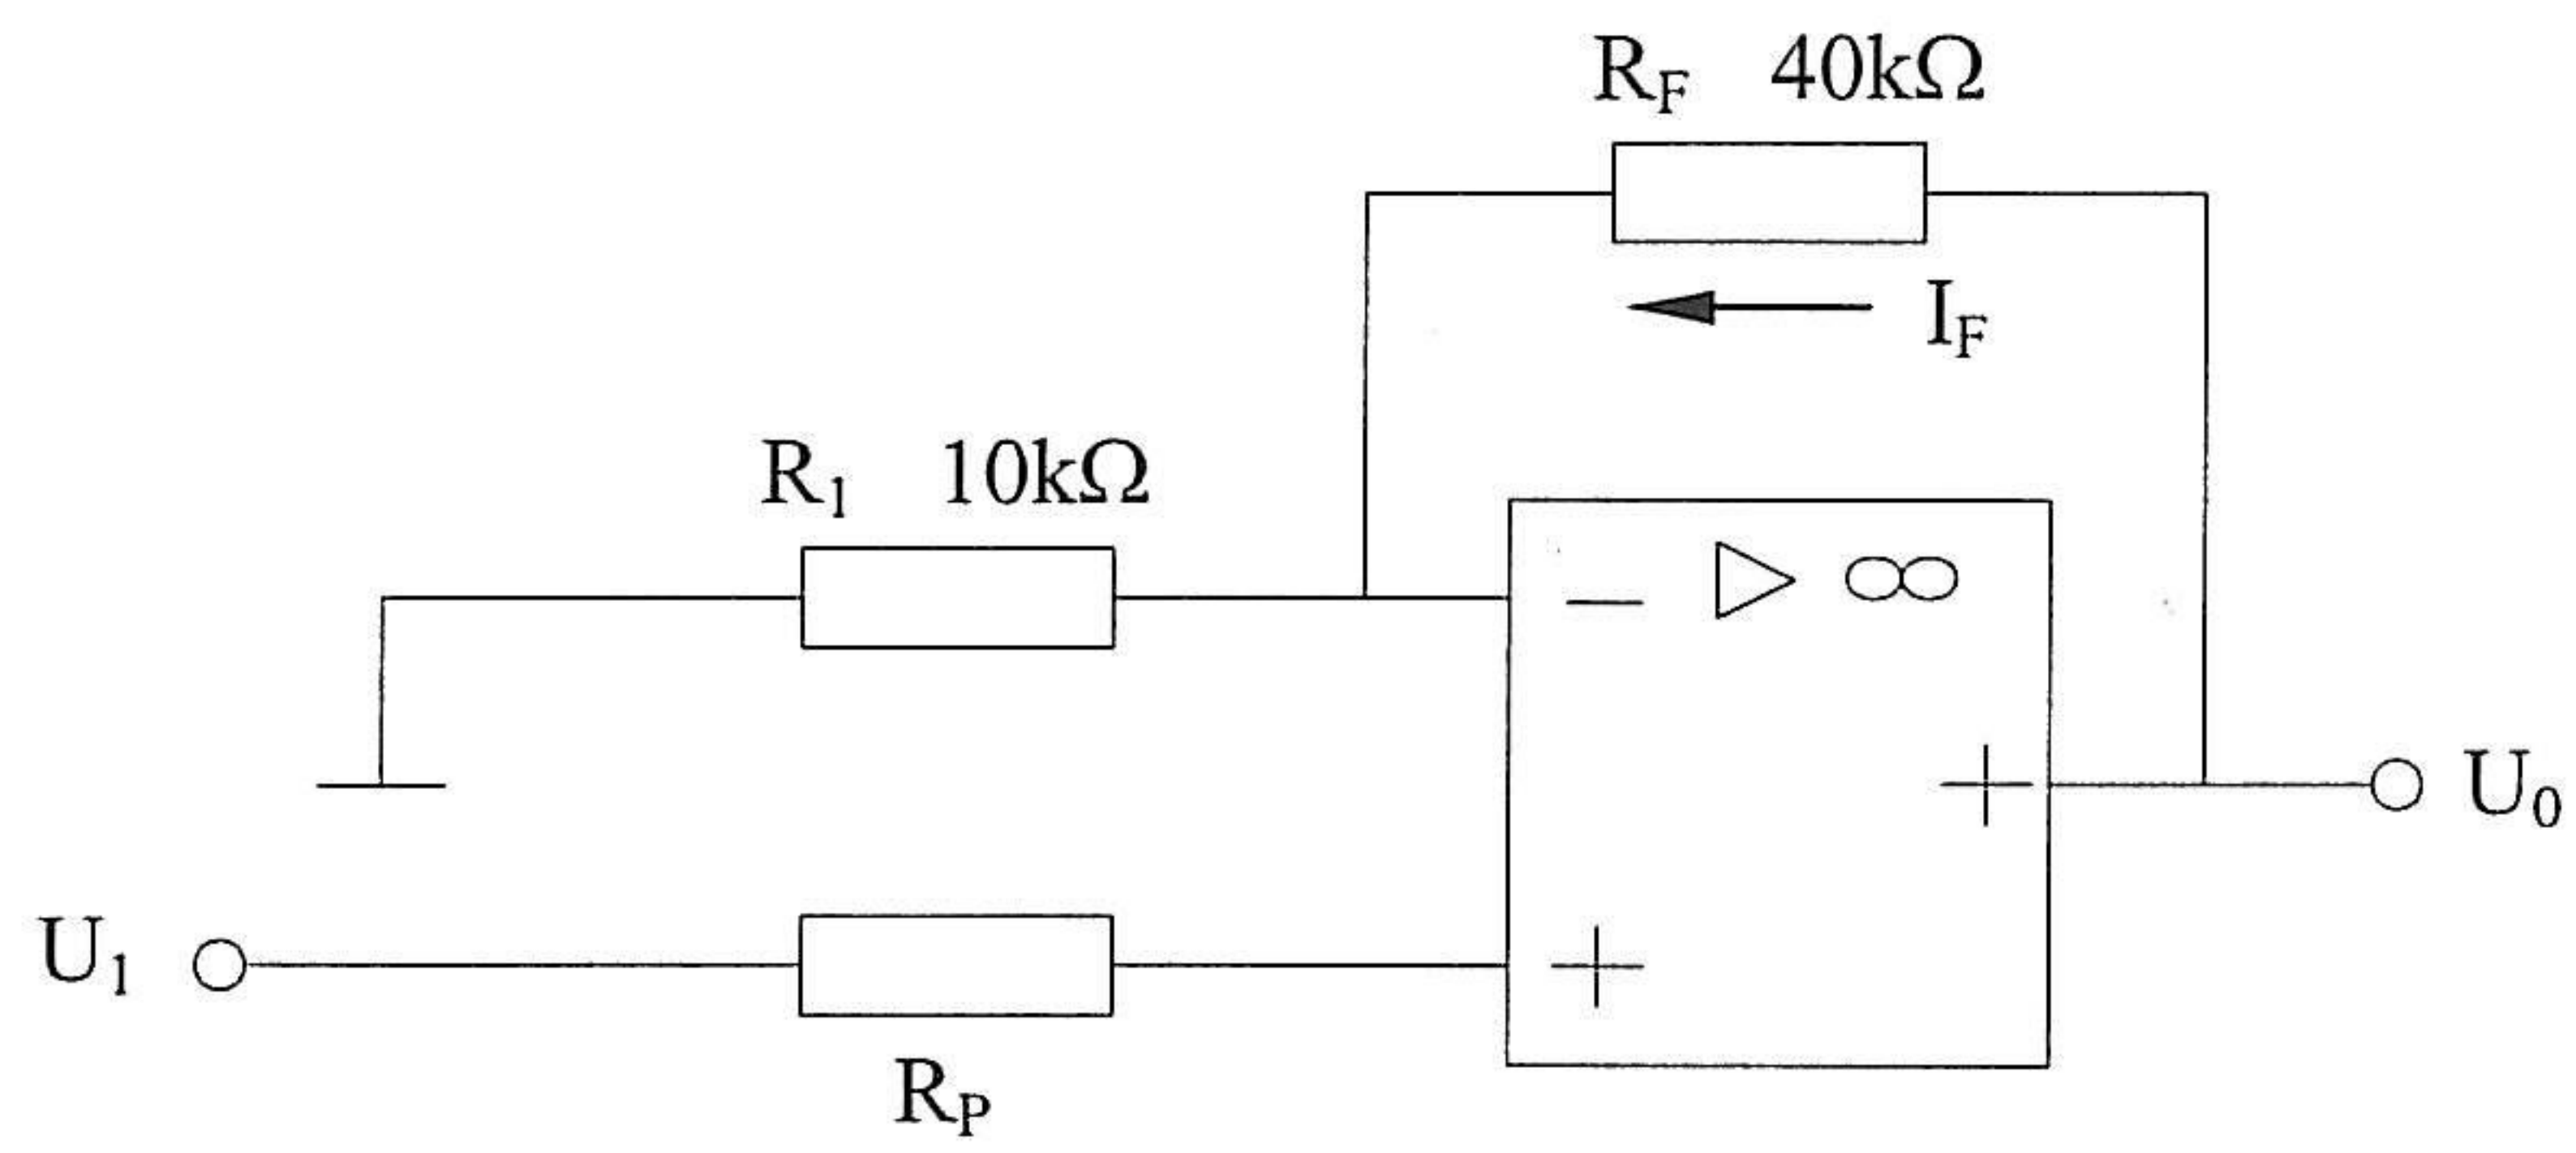 R_F 40kΩ
I_F
R_1 10kΩ
− ▷ ∞
+
U_0
U_1
+
R_P